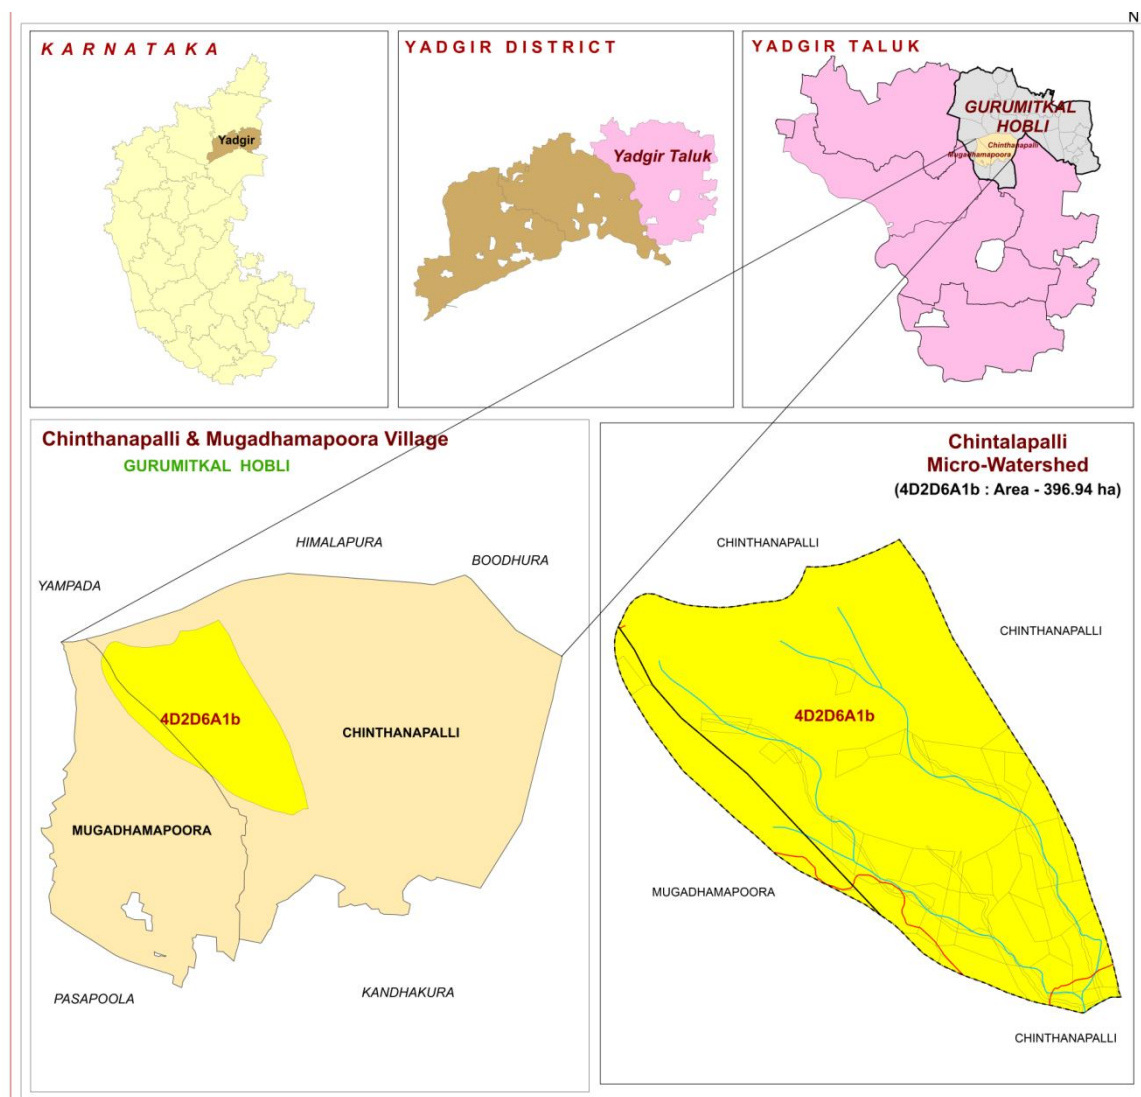 N
KARNATAKA
Yadgir
YADGIR DISTRICT
Yadgir Taluk
YADGIR TALUK
GURUMITKAL
HOBLI
Chinthanapalli
Mugadhamapoora
Chinthanapalli & Mugadhamapoora Village
GURUMITKAL HOBLI
HIMALAPURA
BOODHURA
YAMPADA
4D2D6A1b
CHINTHANAPALLI
MUGADHAMAPOORA
PASAPOOLA
KANDHAKURA
Chintalapalli
Micro-Watershed
(4D2D6A1b : Area - 396.94 ha)
CHINTHANAPALLI
CHINTHANAPALLI
4D2D6A1b
MUGADHAMAPOORA
CHINTHANAPALLI